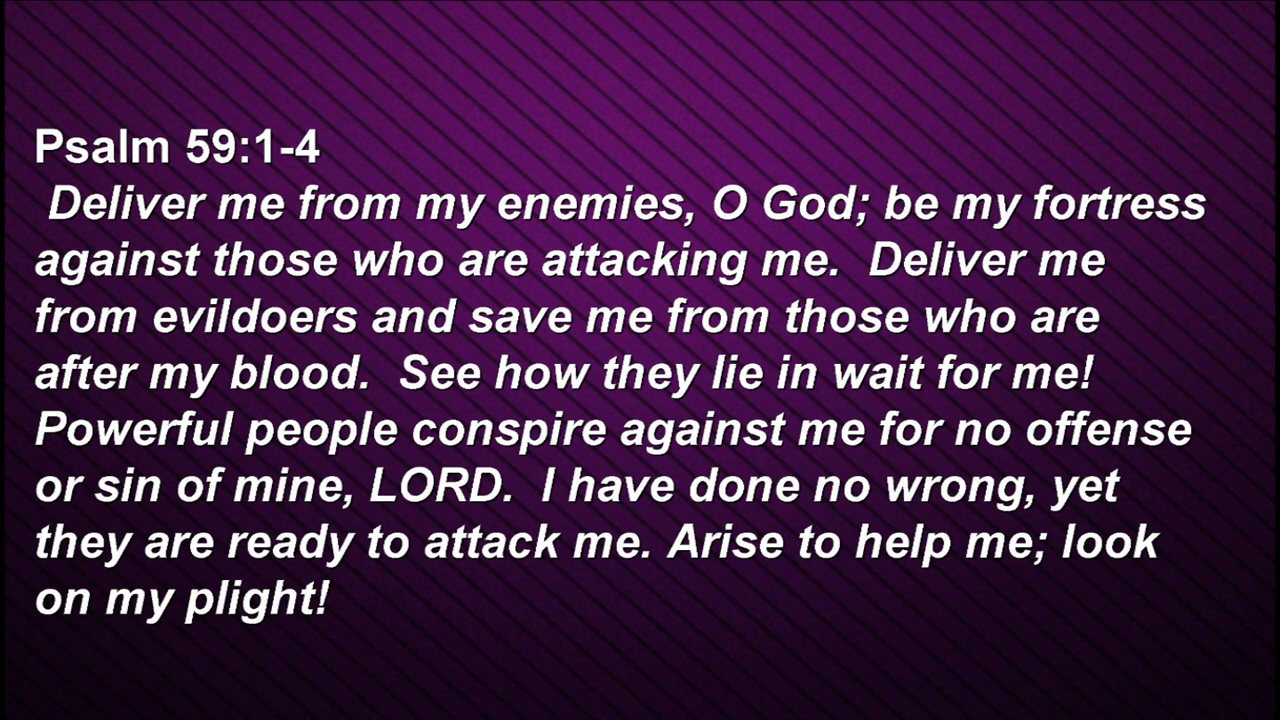 Psalm 59:1-4
Deliver me from my enemies, O God; be my fortress
against those who are attacking me.  Deliver me
from evildoers and save me from those who are
after my blood.  See how they lie in wait for me!
Powerful people conspire against me for no offense
or sin of mine, LORD.  I have done no wrong, yet
they are ready to attack me. Arise to help me; look
on my plight!